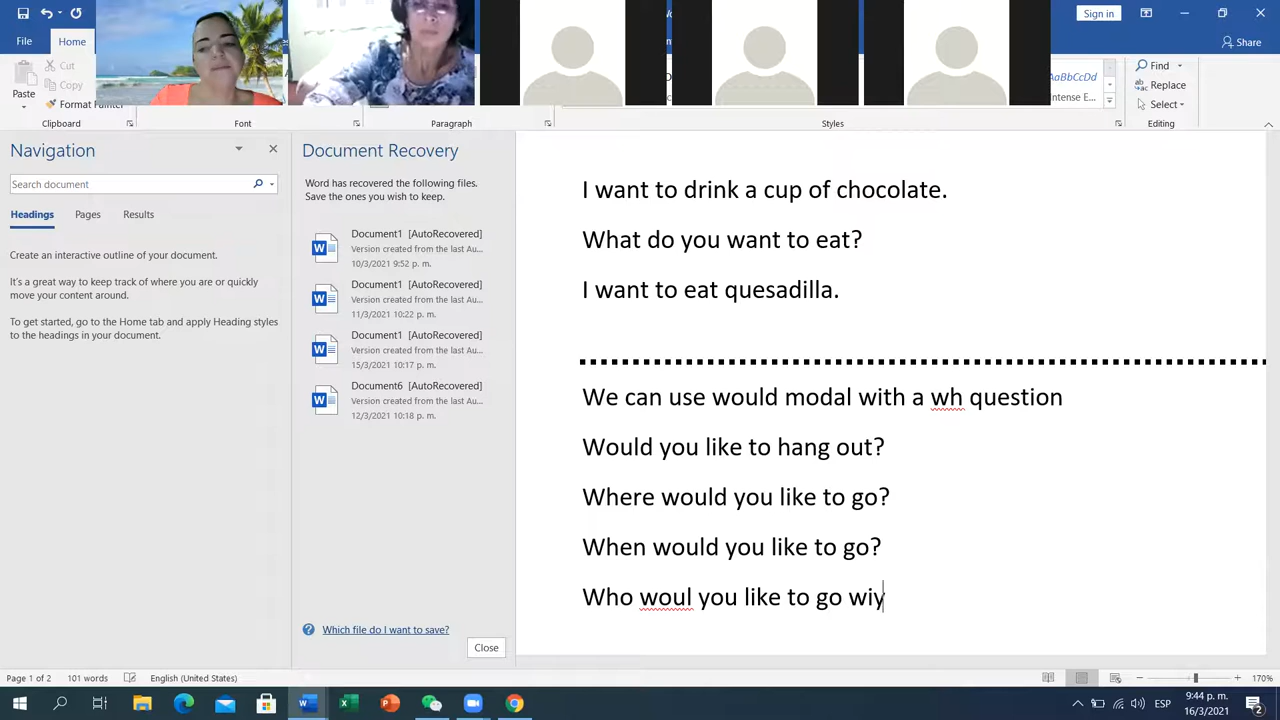 Sign in
File
Home
Share
Cut
Copy
Paste
Format Painter
AaBbCcDd
Intense E...
Find
Replace
Select
Clipboard
Font
Paragraph
Styles
Editing
Navigation
Search document
Headings
Pages
Results
Create an interactive outline of your document.
It's a great way to keep track of where you are or quickly
move your content around.
To get started, go to the Home tab and apply Heading styles
to the headings in your document.
Document Recovery
Word has recovered the following files.
Save the ones you wish to keep.
Document1 [AutoRecovered]
Version created from the last Au...
10/3/2021 9:52 p. m.
Document1 [AutoRecovered]
Version created from the last Au...
11/3/2021 10:22 p. m.
Document1 [AutoRecovered]
Version created from the last Au...
15/3/2021 10:17 p. m.
Document6 [AutoRecovered]
Version created from the last Au...
12/3/2021 10:18 p. m.
Which file do I want to save?
Close
I want to drink a cup of chocolate.
What do you want to eat?
I want to eat quesadilla.
We can use would modal with a wh question
Would you like to hang out?
Where would you like to go?
When would you like to go?
Who woul you like to go wiy
Page 1 of 2
101 words
English (United States)
170%
ESP
9:44 p. m.
16/3/2021
2